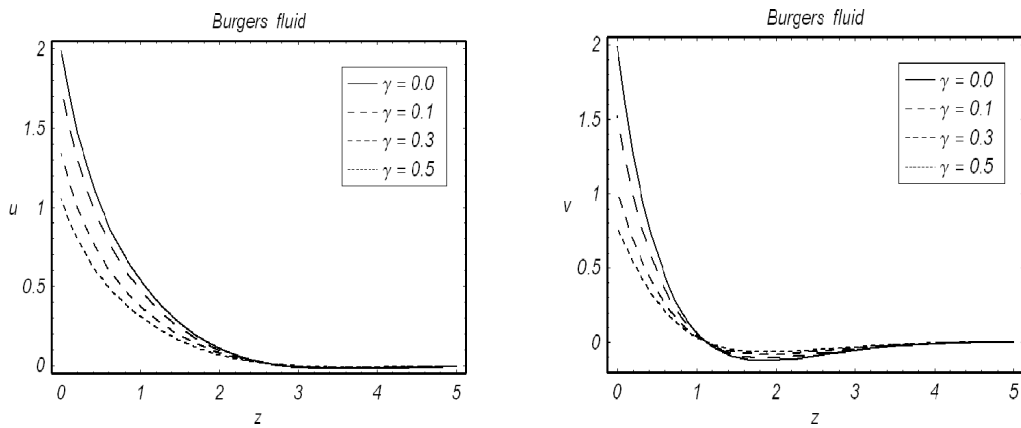 Burgers fluid
2
1.5
1
0.5
0
u
γ = 0.0
γ = 0.1
γ = 0.3
γ = 0.5
0 1 2 3 4 5
z
Burgers fluid
2
1.5
1
0.5
0
v
γ = 0.0
γ = 0.1
γ = 0.3
γ = 0.5
0 1 2 3 4 5
z